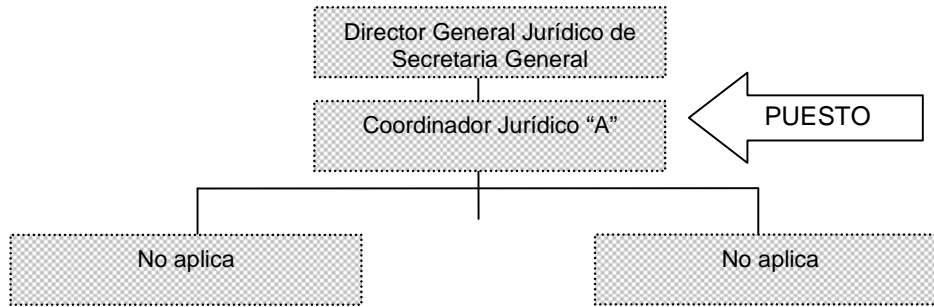 Director General Jurídico de
Secretaria General
Coordinador Jurídico “A”
PUESTO
No aplica
No aplica